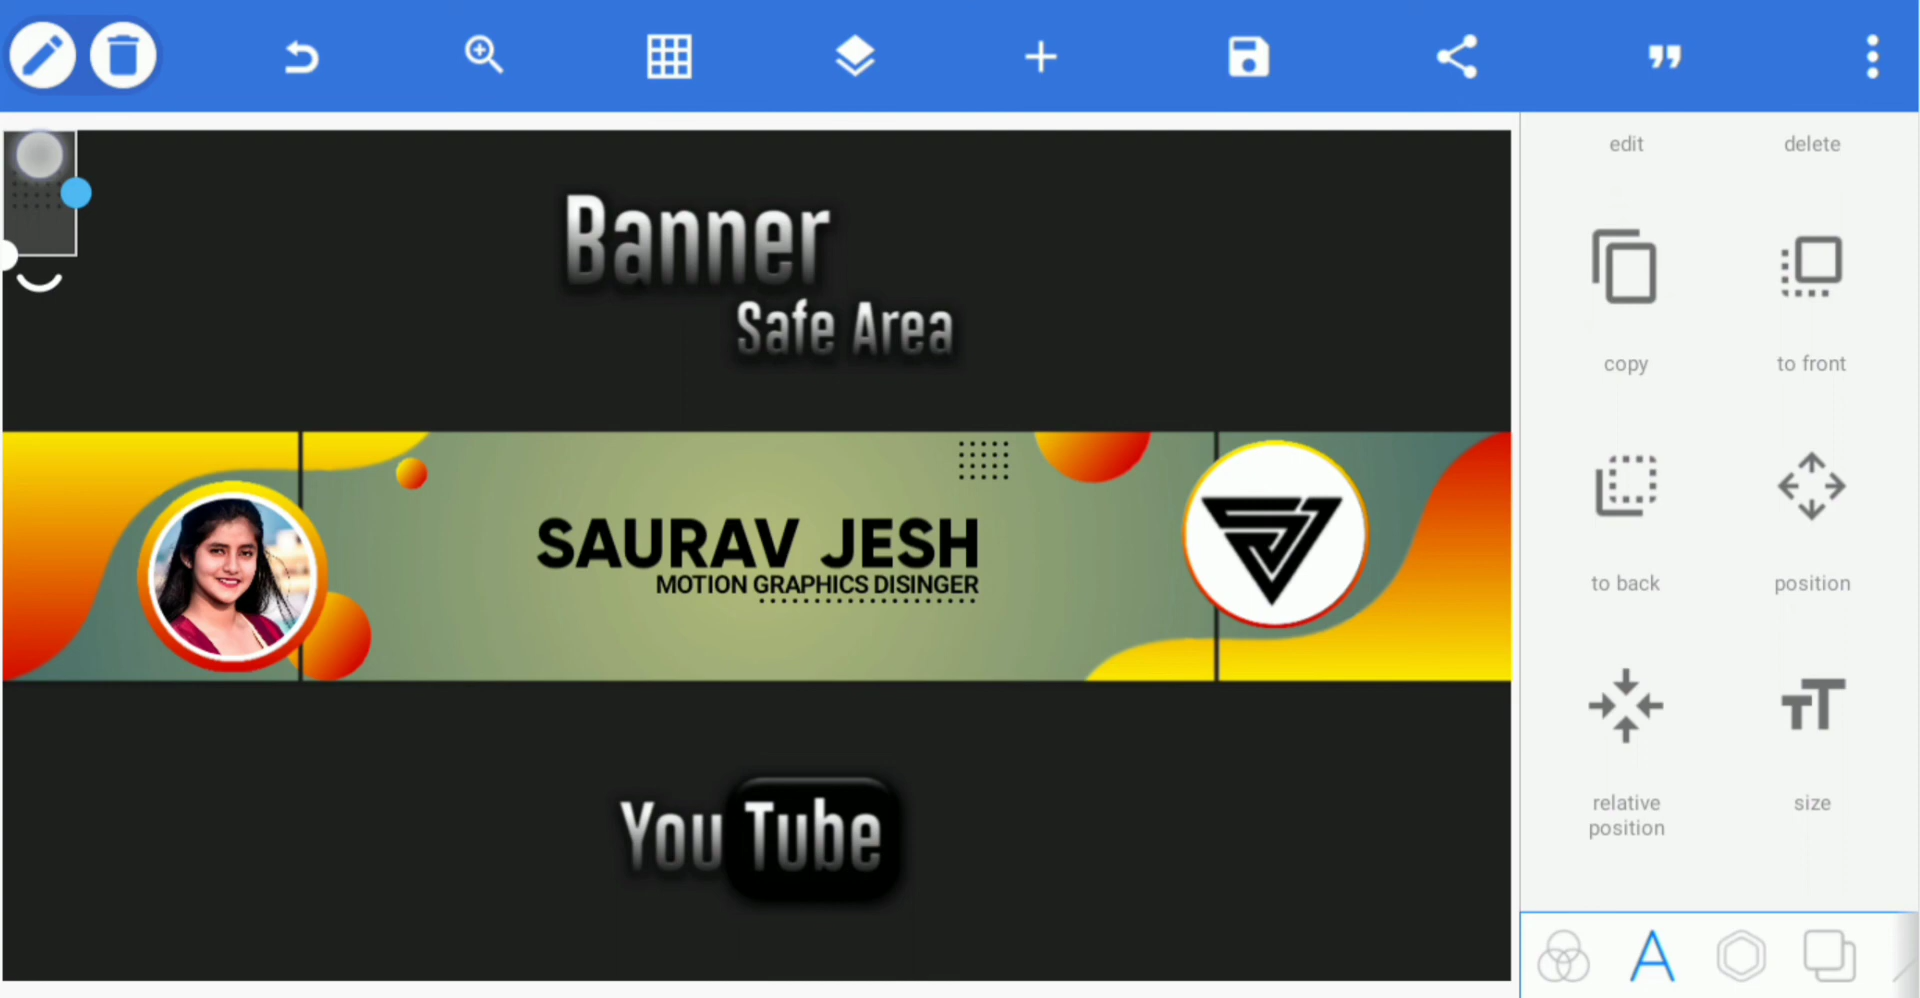 edit
delete
Banner
Safe Area
copy
to front
SAURAV JESH
MOTION GRAPHICS DISINGER
to back
position
You Tube
relative
position
size